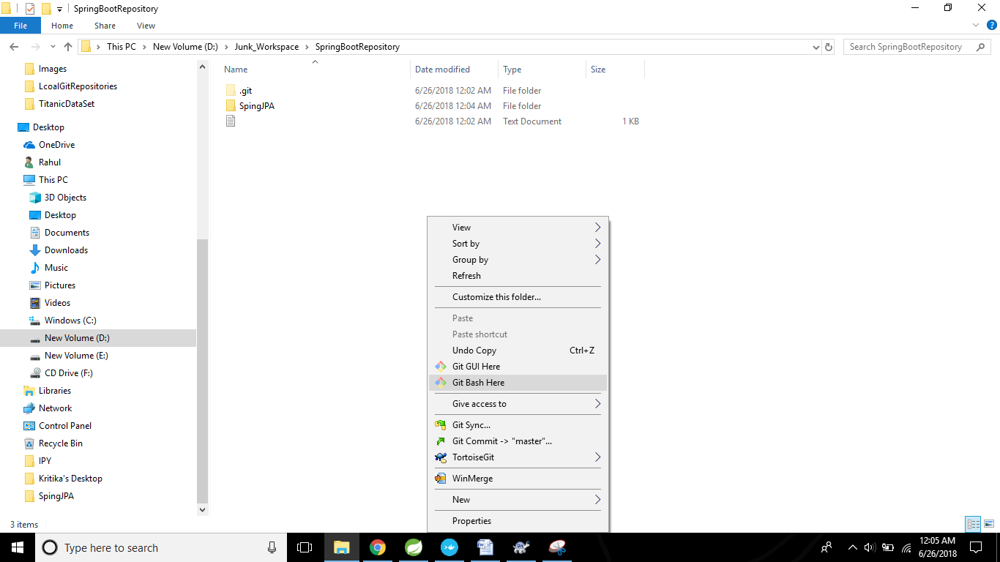 SpringBootRepository
File Home Share View
This PC New Volume (D:) Junk_Workspace SpringBootRepository
Search SpringBootRepository
Images
LcoalGitRepositories
TitanicDataSet
Desktop
OneDrive
Rahul
This PC
3D Objects
Desktop
Documents
Downloads
Music
Pictures
Videos
Windows (C:)
New Volume (D:)
New Volume (E:)
CD Drive (F:)
Libraries
Network
Control Panel
Recycle Bin
IPY
Kritika's Desktop
SpingJPA
Name Date modified Type Size
.git 6/26/2018 12:02 AM File folder
SpingJPA 6/26/2018 12:04 AM File folder
6/26/2018 12:02 AM Text Document 1 KB
View
Sort by
Group by
Refresh
Customize this folder...
Paste
Paste shortcut
Undo Copy Ctrl+Z
Git GUI Here
Git Bash Here
Give access to
Git Sync...
Git Commit -> "master"...
TortoiseGit
WinMerge
New
Properties
3 items
Type here to search
12:05 AM
6/26/2018